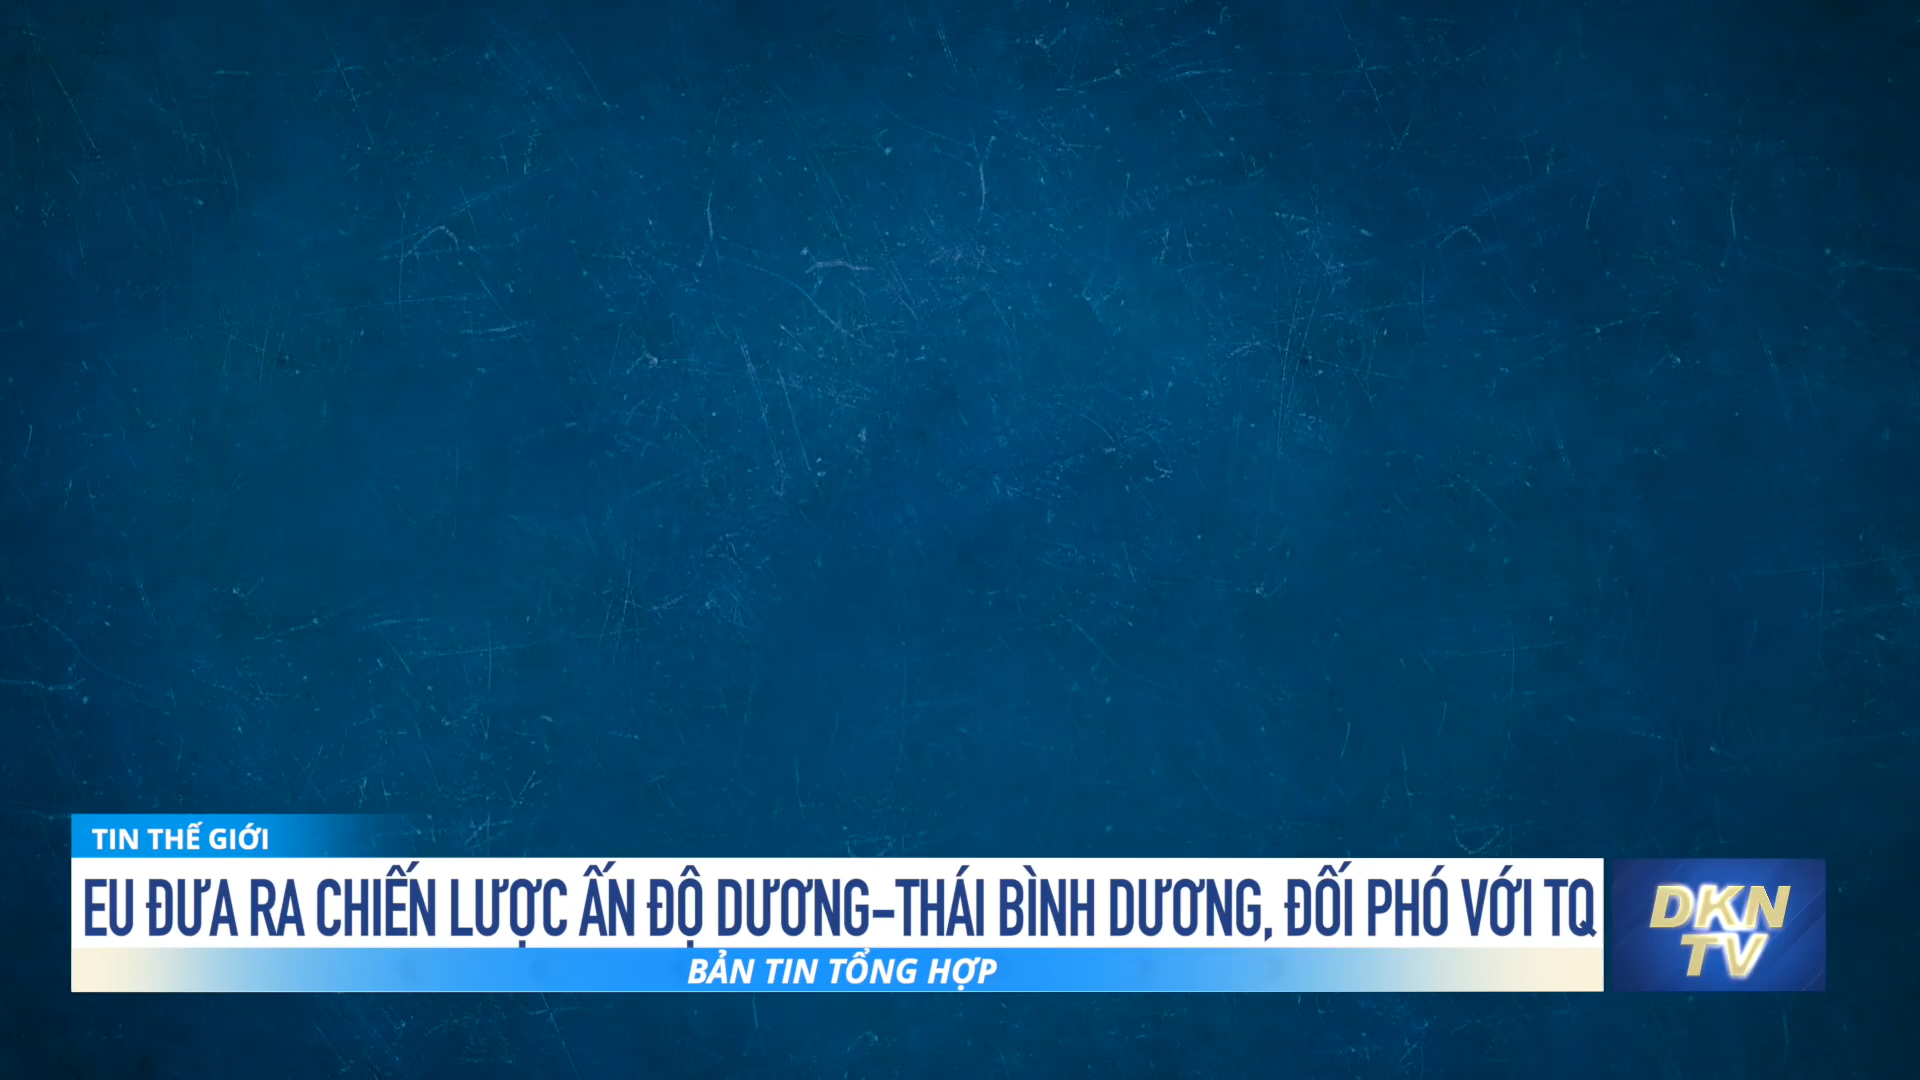 TIN THẾ GIỚI
EU ĐƯA RA CHIẾN LƯỢC ẤN ĐỘ DƯƠNG-THÁI BÌNH DƯƠNG, ĐỐI PHÓ VỚI TQ
BẢN TIN TỔNG HỢP
DKN
TV